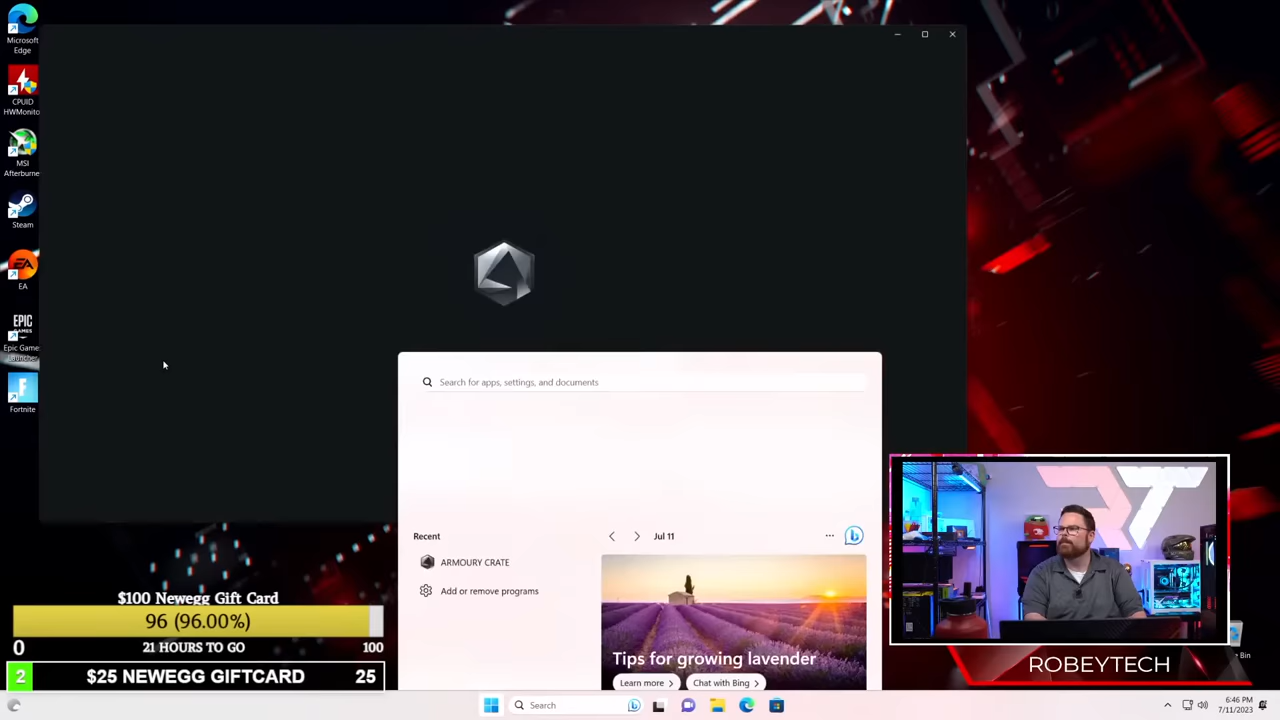 Microsoft
Edge
CPUID
HWMonito
MSI
Afterburne
Steam
EA
EA
EPIC
GAMES
Epic Game
Launcher
Fortnite
Search for apps, settings, and documents
Recent
ARMOURY CRATE
Add or remove programs
Jul 11
Tips for growing lavender
Learn more
Chat with Bing
$100 Newegg Gift Card
96 (96.00%)
0
21 HOURS TO GO
100
2
$25 NEWEGG GIFTCARD
25
ROBEYTECH
e Bin
Search
6:46 PM
7/11/2023